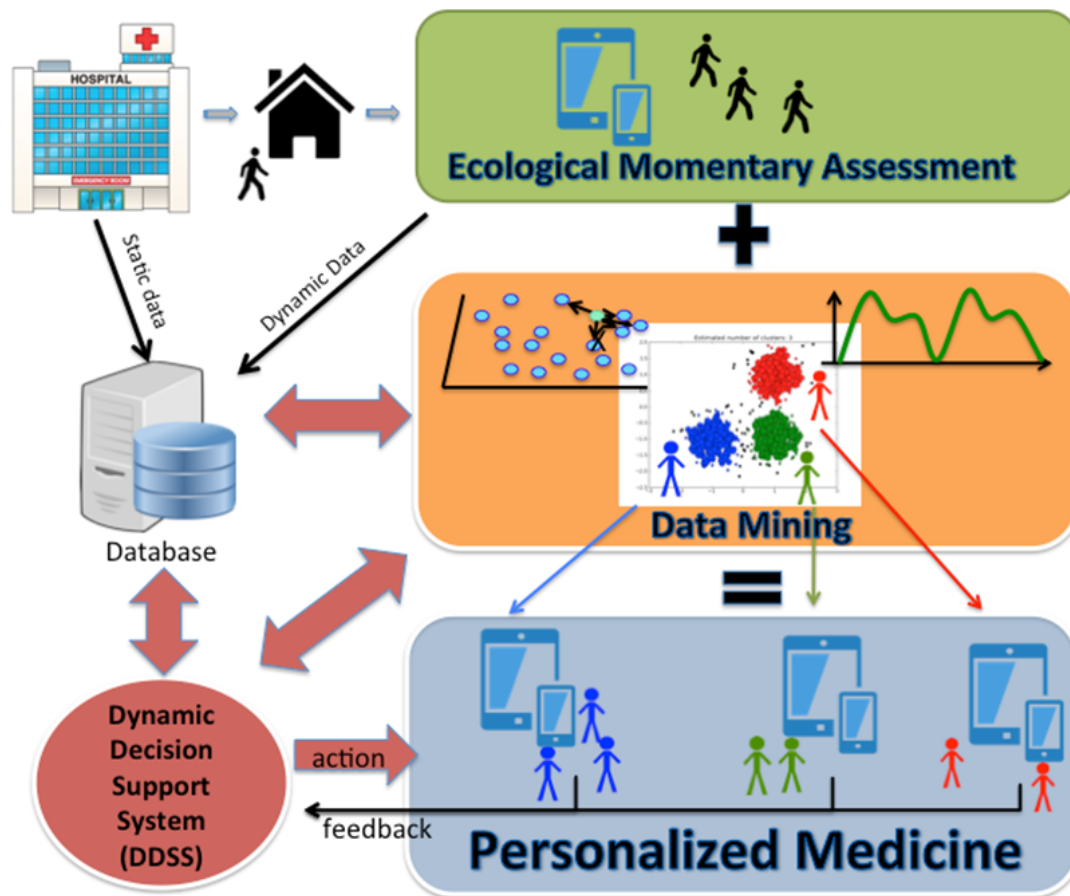 HOSPITAL
EMERGENCY ROOM
Ecological Momentary Assessment
Static data
Dynamic Data
Estimated number of clusters: 3
Data Mining
Database
Dynamic
Decision
Support
System
(DDSS)
action
feedback
Personalized Medicine